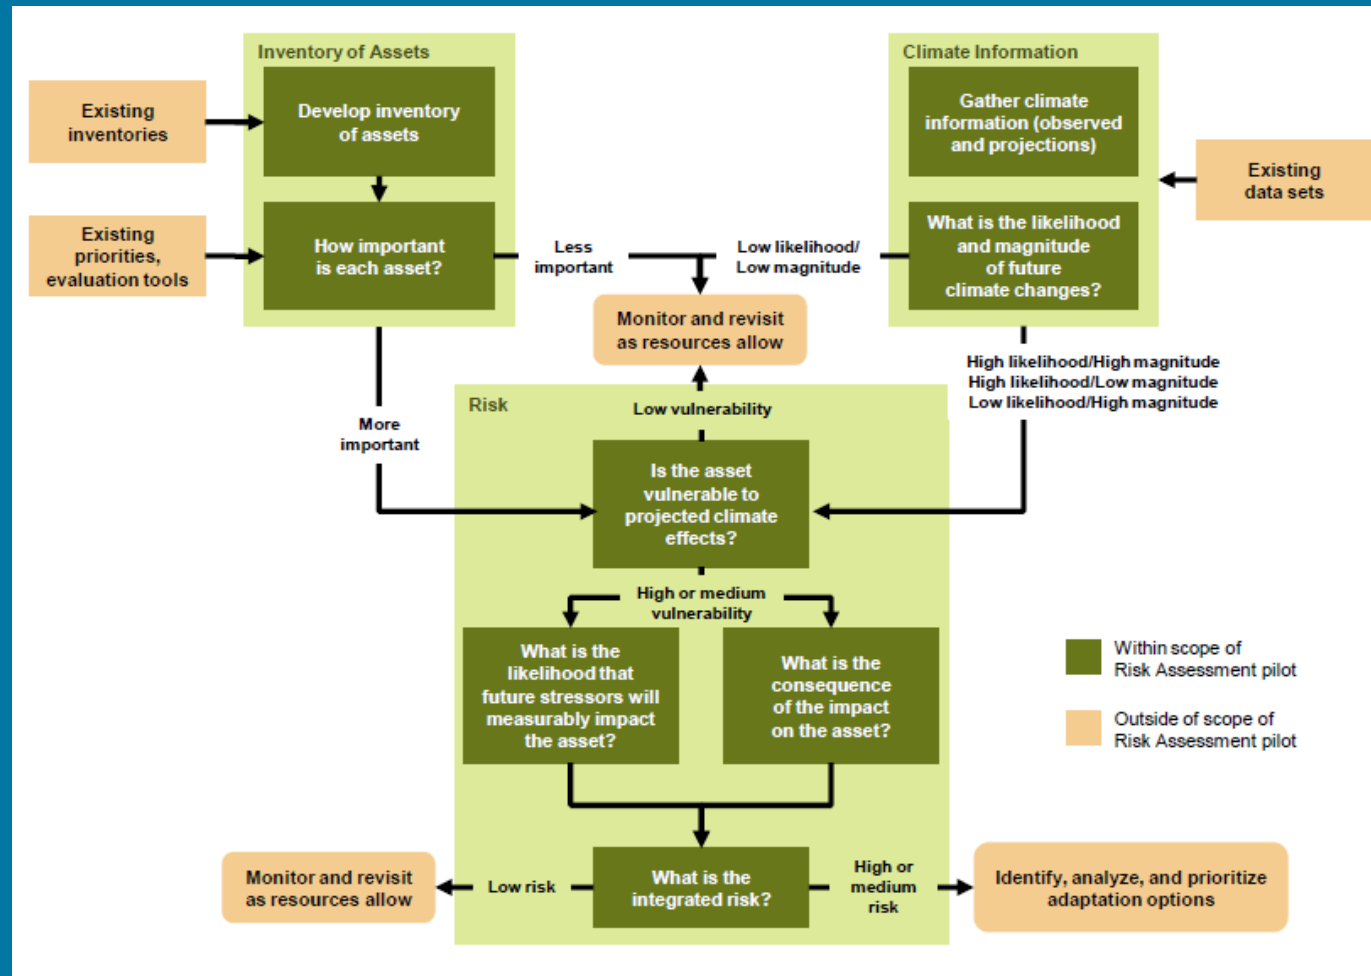 Inventory of Assets
Existing
inventories
Develop inventory
of assets
Existing
priorities,
evaluation tools
How important
is each asset?
Less
important
Climate Information
Gather climate
information (observed
and projections)
Existing
data sets
What is the likelihood
and magnitude
of future
climate changes?
Low likelihood/
Low magnitude
Monitor and revisit
as resources allow
More
important
High likelihood/High magnitude
High likelihood/Low magnitude
Low likelihood/High magnitude
Risk
Low vulnerability
Is the asset
vulnerable to
projected climate
effects?
High or medium
vulnerability
What is the
likelihood that
future stressors will
measurably impact
the asset?
What is the
consequence
of the impact
on the asset?
Within scope of
Risk Assessment pilot
Outside of scope of
Risk Assessment pilot
Monitor and revisit
as resources allow
Low risk
What is the
integrated risk?
High or
medium
risk
Identify, analyze, and prioritize
adaptation options